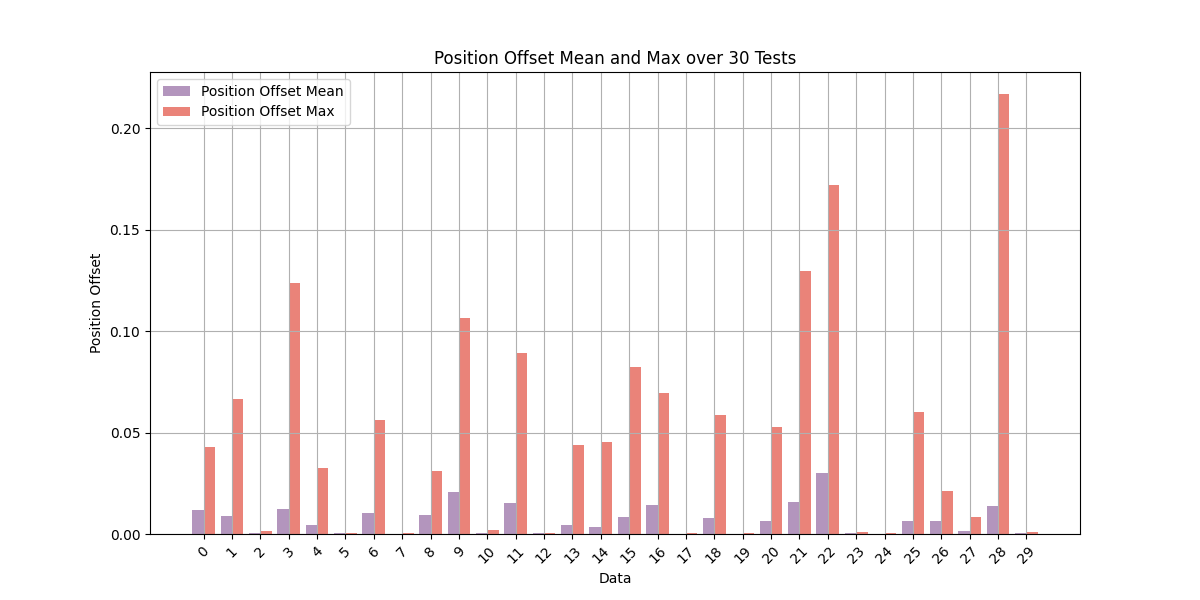 Position Offset Mean and Max over 30 Tests
Position Offset Mean
Position Offset Max
Position Offset
0.20
0.15
0.10
0.05
0.00
0 1 2 3 4 5 6 7 8 9 10 11 12 13 14 15 16 17 18 19 20 21 22 23 24 25 26 27 28 29
Data